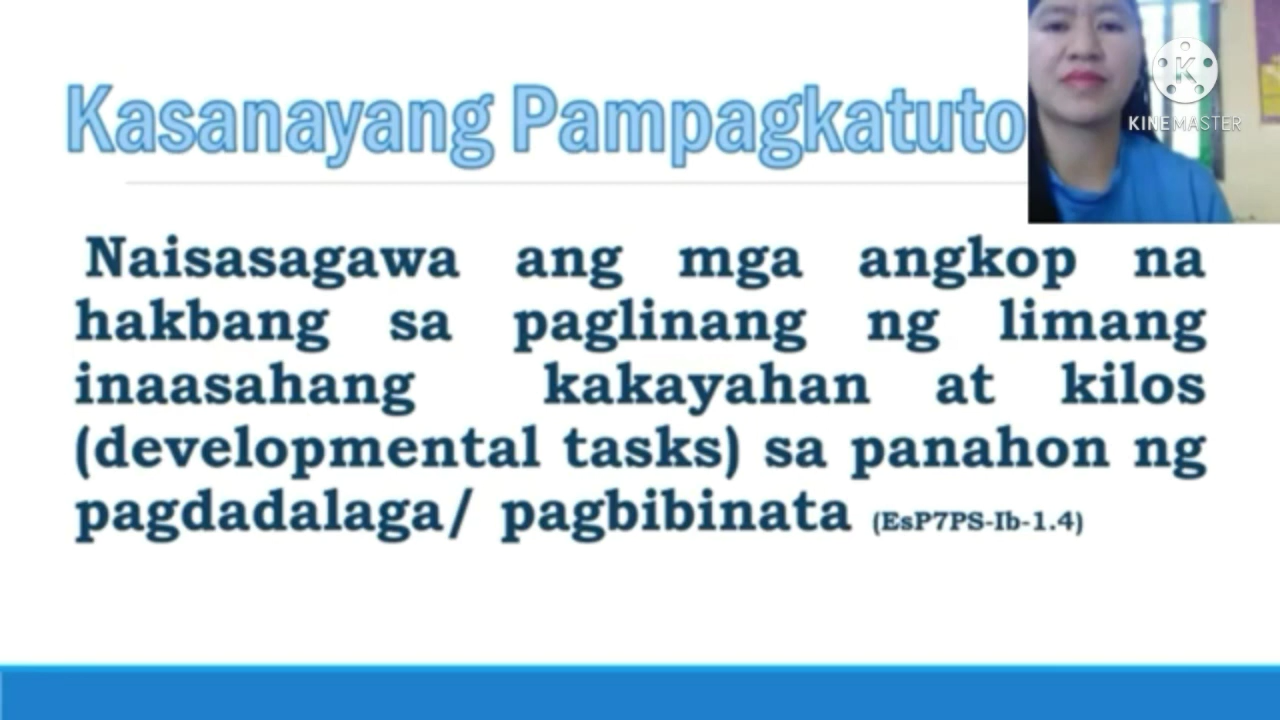 Kasanayang Pampagkatuto
K
KINEMASTER
Naisasagawa ang mga angkop na
hakbang sa paglinang ng limang
inaasahang kakayahan at kilos
(developmental tasks) sa panahon ng
pagdadalaga/ pagbibinata (EsP7PS-Ib-1.4)